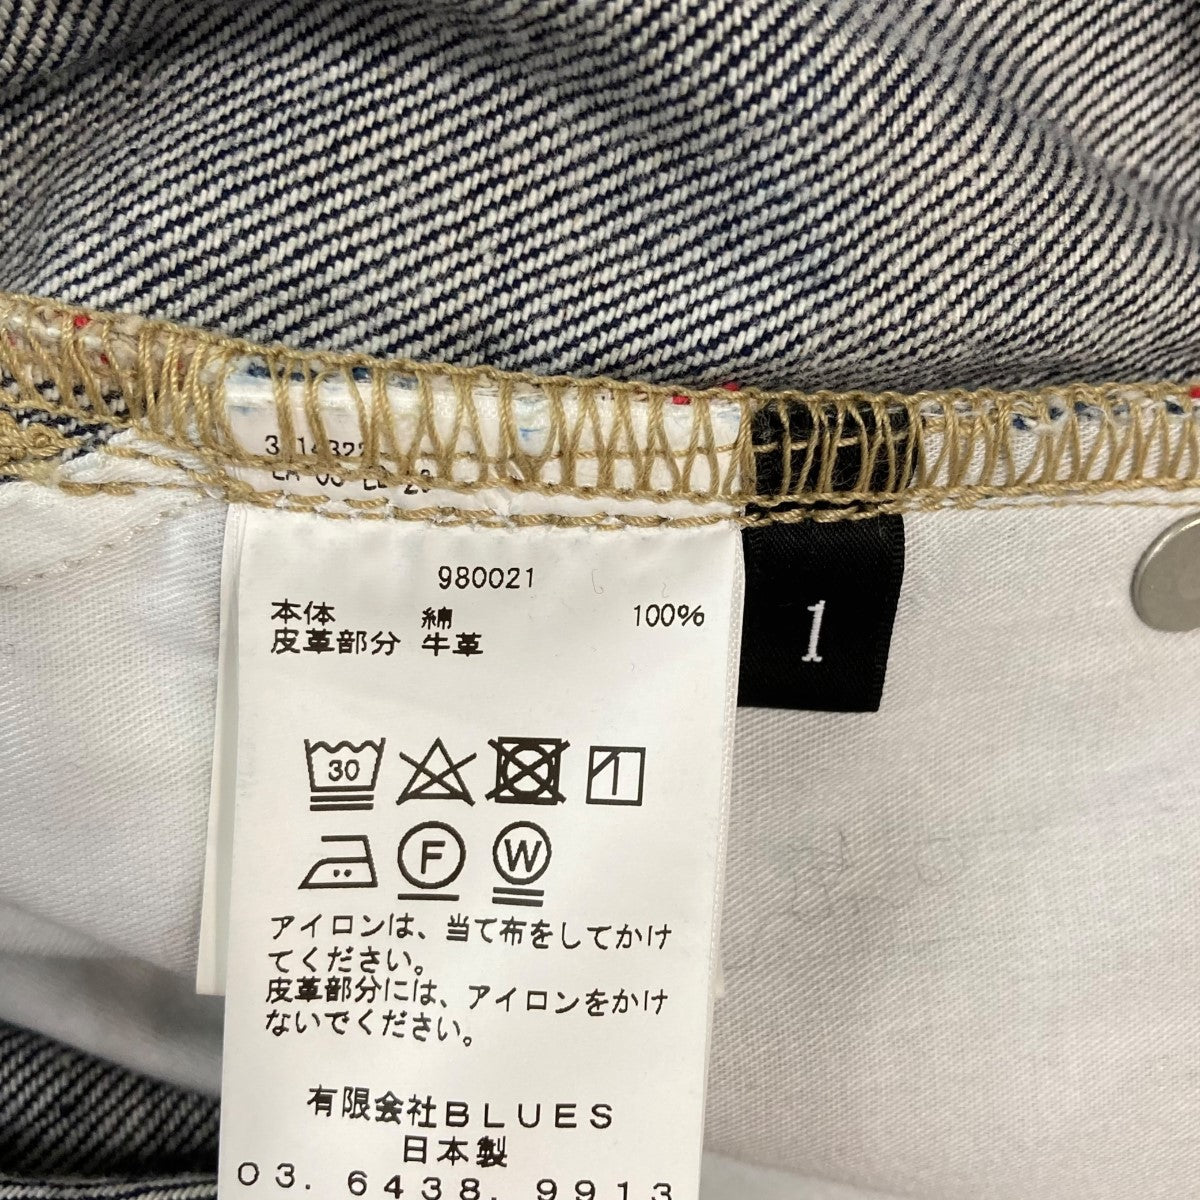 980021
本体 綿 100%
皮革部分 牛革
1
30
F W
アイロンは、当て布をしてかけ
てください。
皮革部分には、アイロンをかけ
ないでください。
有限会社BLUES
日本製
03. 6438. 9913